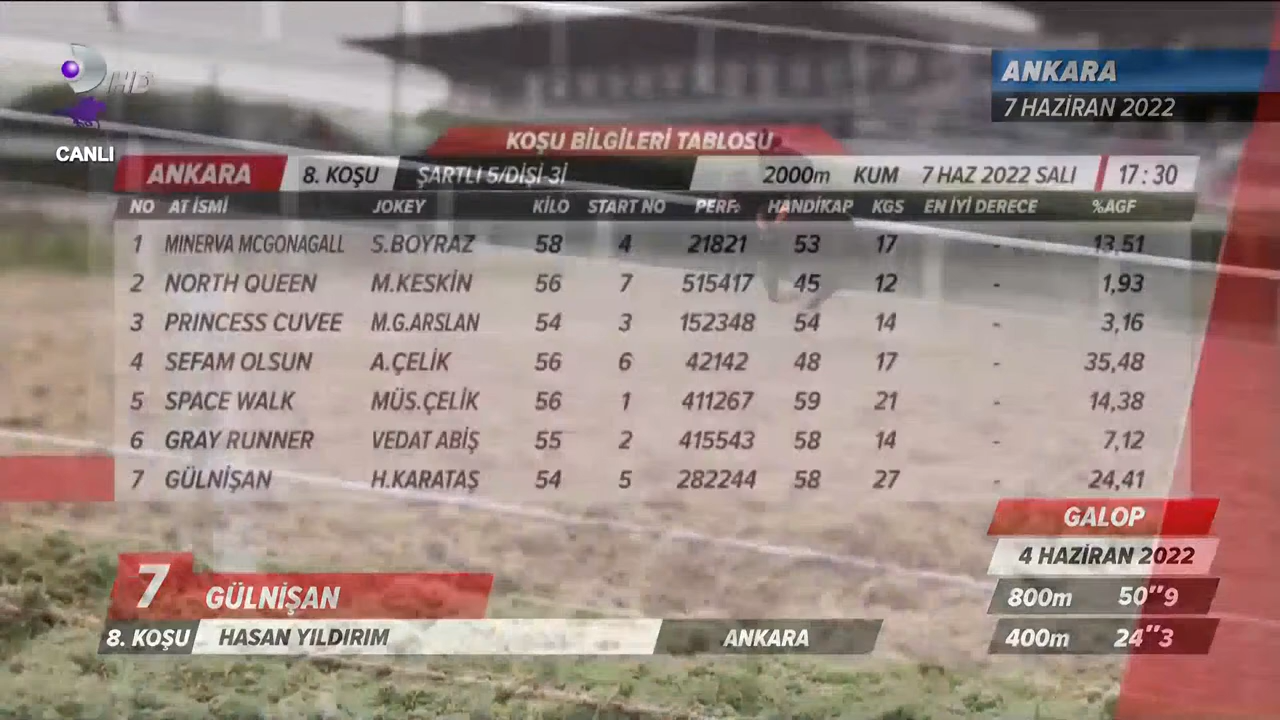 HD
CANLI
ANKARA
7 HAZİRAN 2022
KOŞU BİLGİLERİ TABLOSU
ANKARA 8. KOŞU ŞARTLI 5/DİŞİ-3İ 2000m KUM 7 HAZ 2022 SALI 17:30
NO AT İSMİ JOKEY KİLO START NO PERF. HANDİKAP KGS EN İYİ DERECE %AGF
1 MINERVA MCGONAGALL S.BOYRAZ 58 4 21821 53 17 - 13,51
2 NORTH QUEEN M.KESKİN 56 7 515417 45 12 - 1,93
3 PRINCESS CUVEE M.G.ARSLAN 54 3 152348 54 14 - 3,16
4 SEFAM OLSUN A.ÇELİK 56 6 42142 48 17 - 35,48
5 SPACE WALK MÜS.ÇELİK 56 1 411267 59 21 - 14,38
6 GRAY RUNNER VEDAT ABİŞ 55 2 415543 58 14 - 7,12
7 GÜLNİŞAN H.KARATAŞ 54 5 282244 58 27 - 24,41
GALOP
4 HAZİRAN 2022
800m 50″9
400m 24″3
7 GÜLNİŞAN
8. KOŞU HASAN YILDIRIM ANKARA